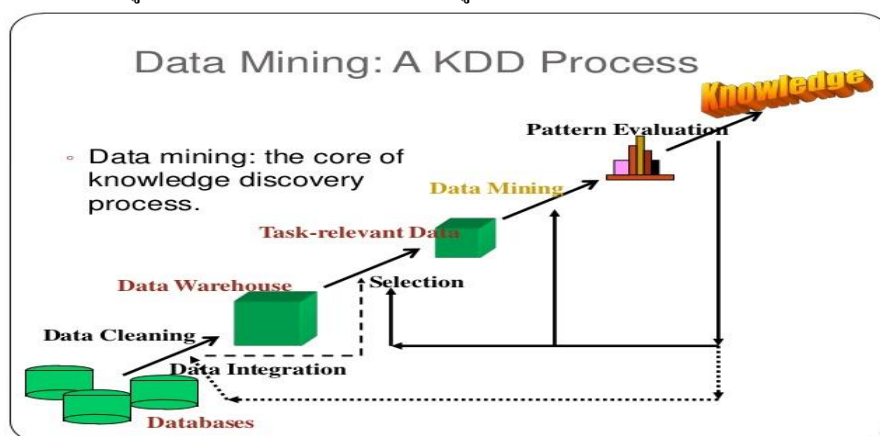 Data Mining: A KDD Process
Knowledge
Pattern Evaluation
◦ Data mining: the core of
knowledge discovery
process.
Data Mining
Task-relevant Data
Data Warehouse
Selection
Data Cleaning
Data Integration
Databases